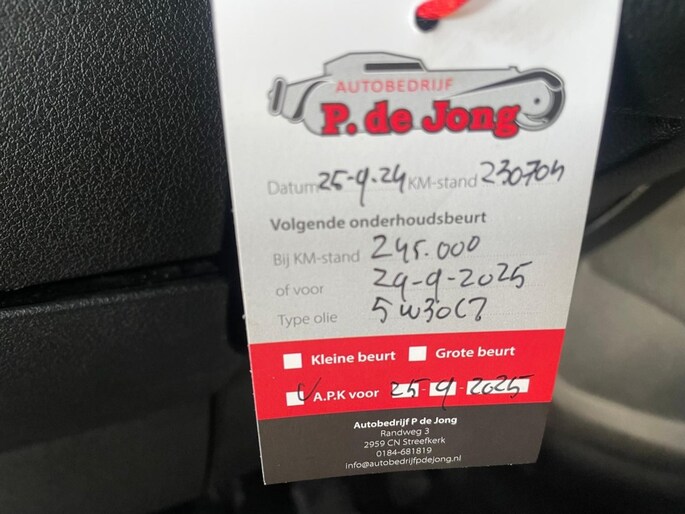 AUTOBEDRIJF
P. de Jong
Datum 25-9-24 KM-stand 230704
Volgende onderhoudsbeurt
Bij KM-stand 245.000
of voor 29-9-2025
Type olie 5W30C3
Kleine beurt Grote beurt
A.P.K voor 25-9-2025
Autobedrijf P de Jong
Randweg 3
2959 CN Streefkerk
0184-681819
info@autobedrijfpdejong.nl